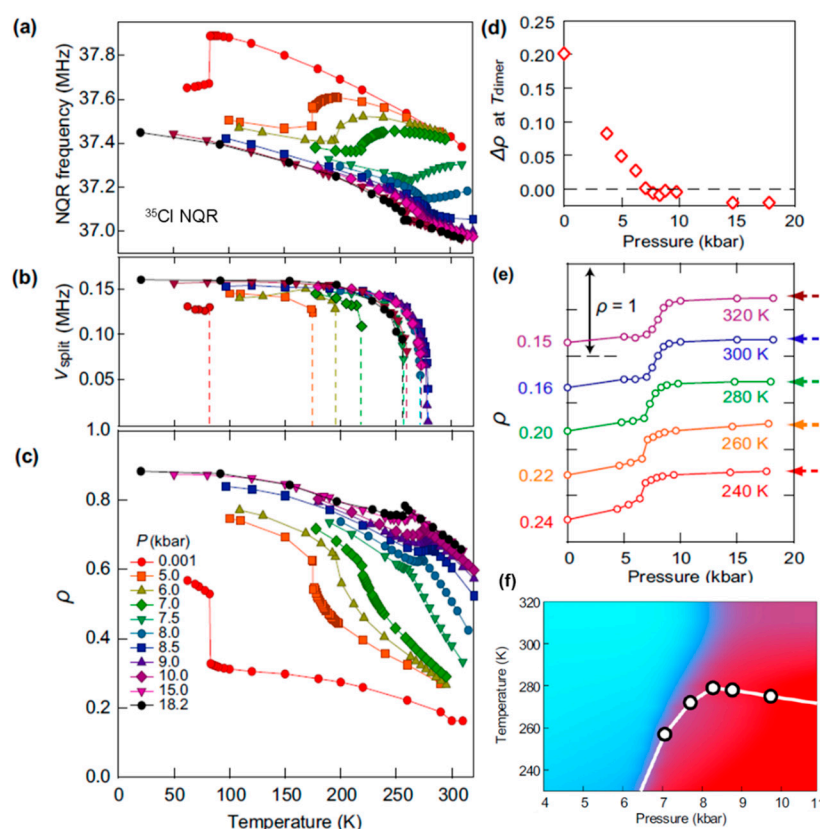 (a)
NQR frequency (MHz)
38.0
37.8
37.6
37.4
37.2
37.0
³⁵Cl NQR
(b)
Vsplit (MHz)
0.15
0.10
0.05
(c)
ρ
1.0
0.8
0.6
0.4
0.2
0.0
P (kbar)
0.001
5.0
6.0
7.0
7.5
8.0
8.5
9.0
10.0
15.0
18.2
0 50 100 150 200 250 300
Temperature (K)
(d)
Δρ at Tdimer
0.25
0.20
0.15
0.10
0.05
0.00
0 5 10 15 20
Pressure (kbar)
(e)
ρ
ρ = 1
0.15 320 K
0.16 300 K
0.20 280 K
0.22 260 K
0.24 240 K
0 5 10 15 20
Pressure (kbar)
(f)
Temperature (K)
320
300
280
260
240
4 5 6 7 8 9 10 11
Pressure (kbar)